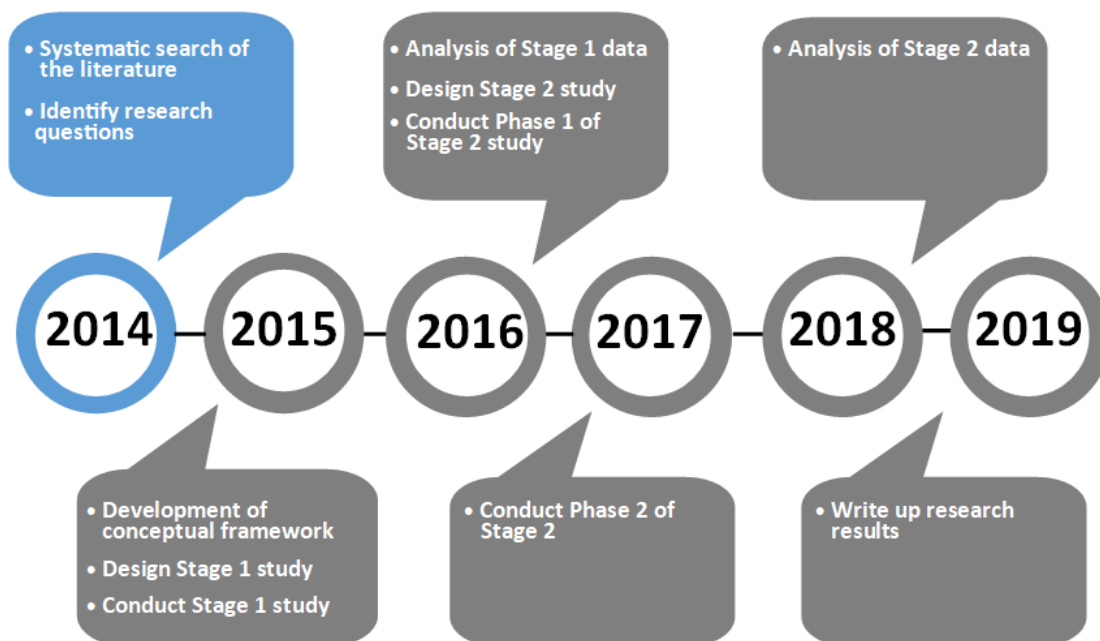 • Systematic search of
the literature
• Identify research
questions
• Analysis of Stage 1 data
• Design Stage 2 study
• Conduct Phase 1 of
Stage 2 study
• Analysis of Stage 2 data
2014
2015
2016
2017
2018
2019
• Development of
conceptual framework
• Design Stage 1 study
• Conduct Stage 1 study
• Conduct Phase 2 of
Stage 2
• Write up research
results